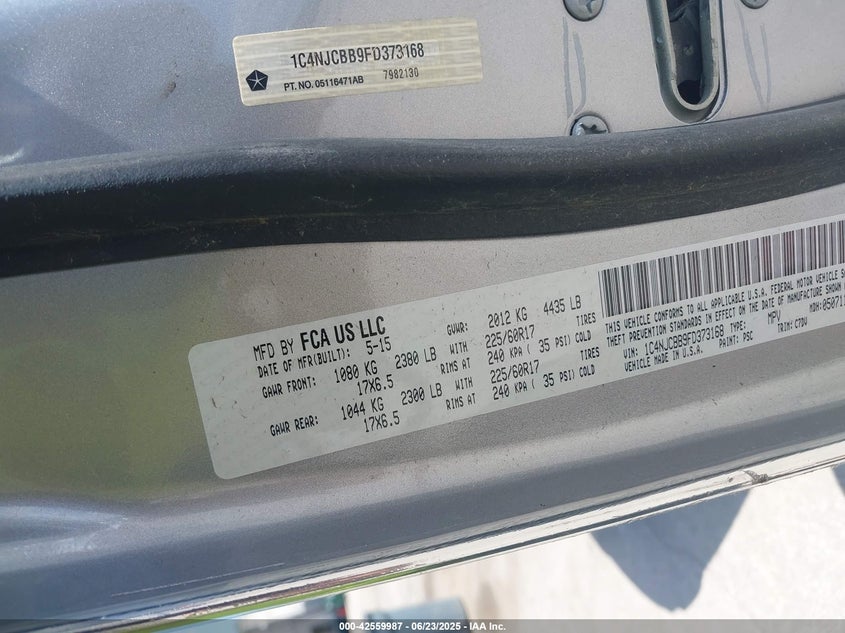 1C4NJCBB9FD373168
PT. NO. 05116471AB 7982130
MFD BY FCA US LLC
DATE OF MFR(BUILT): 5-15 GVWR: 2012 KG 4435 LB
GAWR FRONT: 1080 KG 2380 LB WITH 225/60R17 TIRES
17X6.5 RIMS AT 240 KPA ( 35 PSI) COLD
GAWR REAR: 1044 KG 2300 LB WITH 225/60R17 TIRES
17X6.5 RIMS AT 240 KPA ( 35 PSI) COLD
THIS VEHICLE CONFORMS TO ALL APPLICABLE U.S.A. FEDERAL MOTOR VEHICLE
THEFT PREVENTION STANDARDS IN EFFECT ON THE DATE OF MANUFACTURE SHOWN
VIN: 1C4NJCBB9FD373168 TYPE: MPV MDH:
VEHICLE MADE IN U.S.A. PAINT: PSC TRIM: C7DV
000-42559987 - 06/23/2025 - IAA Inc.